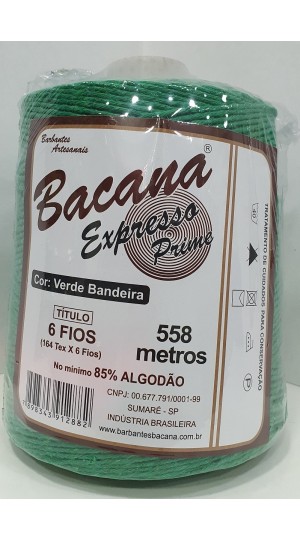 Barbantes
Artesanais
Bacana®
Expresso
Prime
Cor: Verde Bandeira
TÍTULO
6 FIOS
(164 Tex X 6 Fios)
558
metros
No mínimo 85% ALGODÃO
CNPJ: 00.677.791/0001-99
SUMARÉ - SP
INDÚSTRIA BRASILEIRA
www.barbantesbacana.com.br
7898343912882
TRATAMENTO DE CUIDADOS PARA CONSERVAÇÃO
40
P